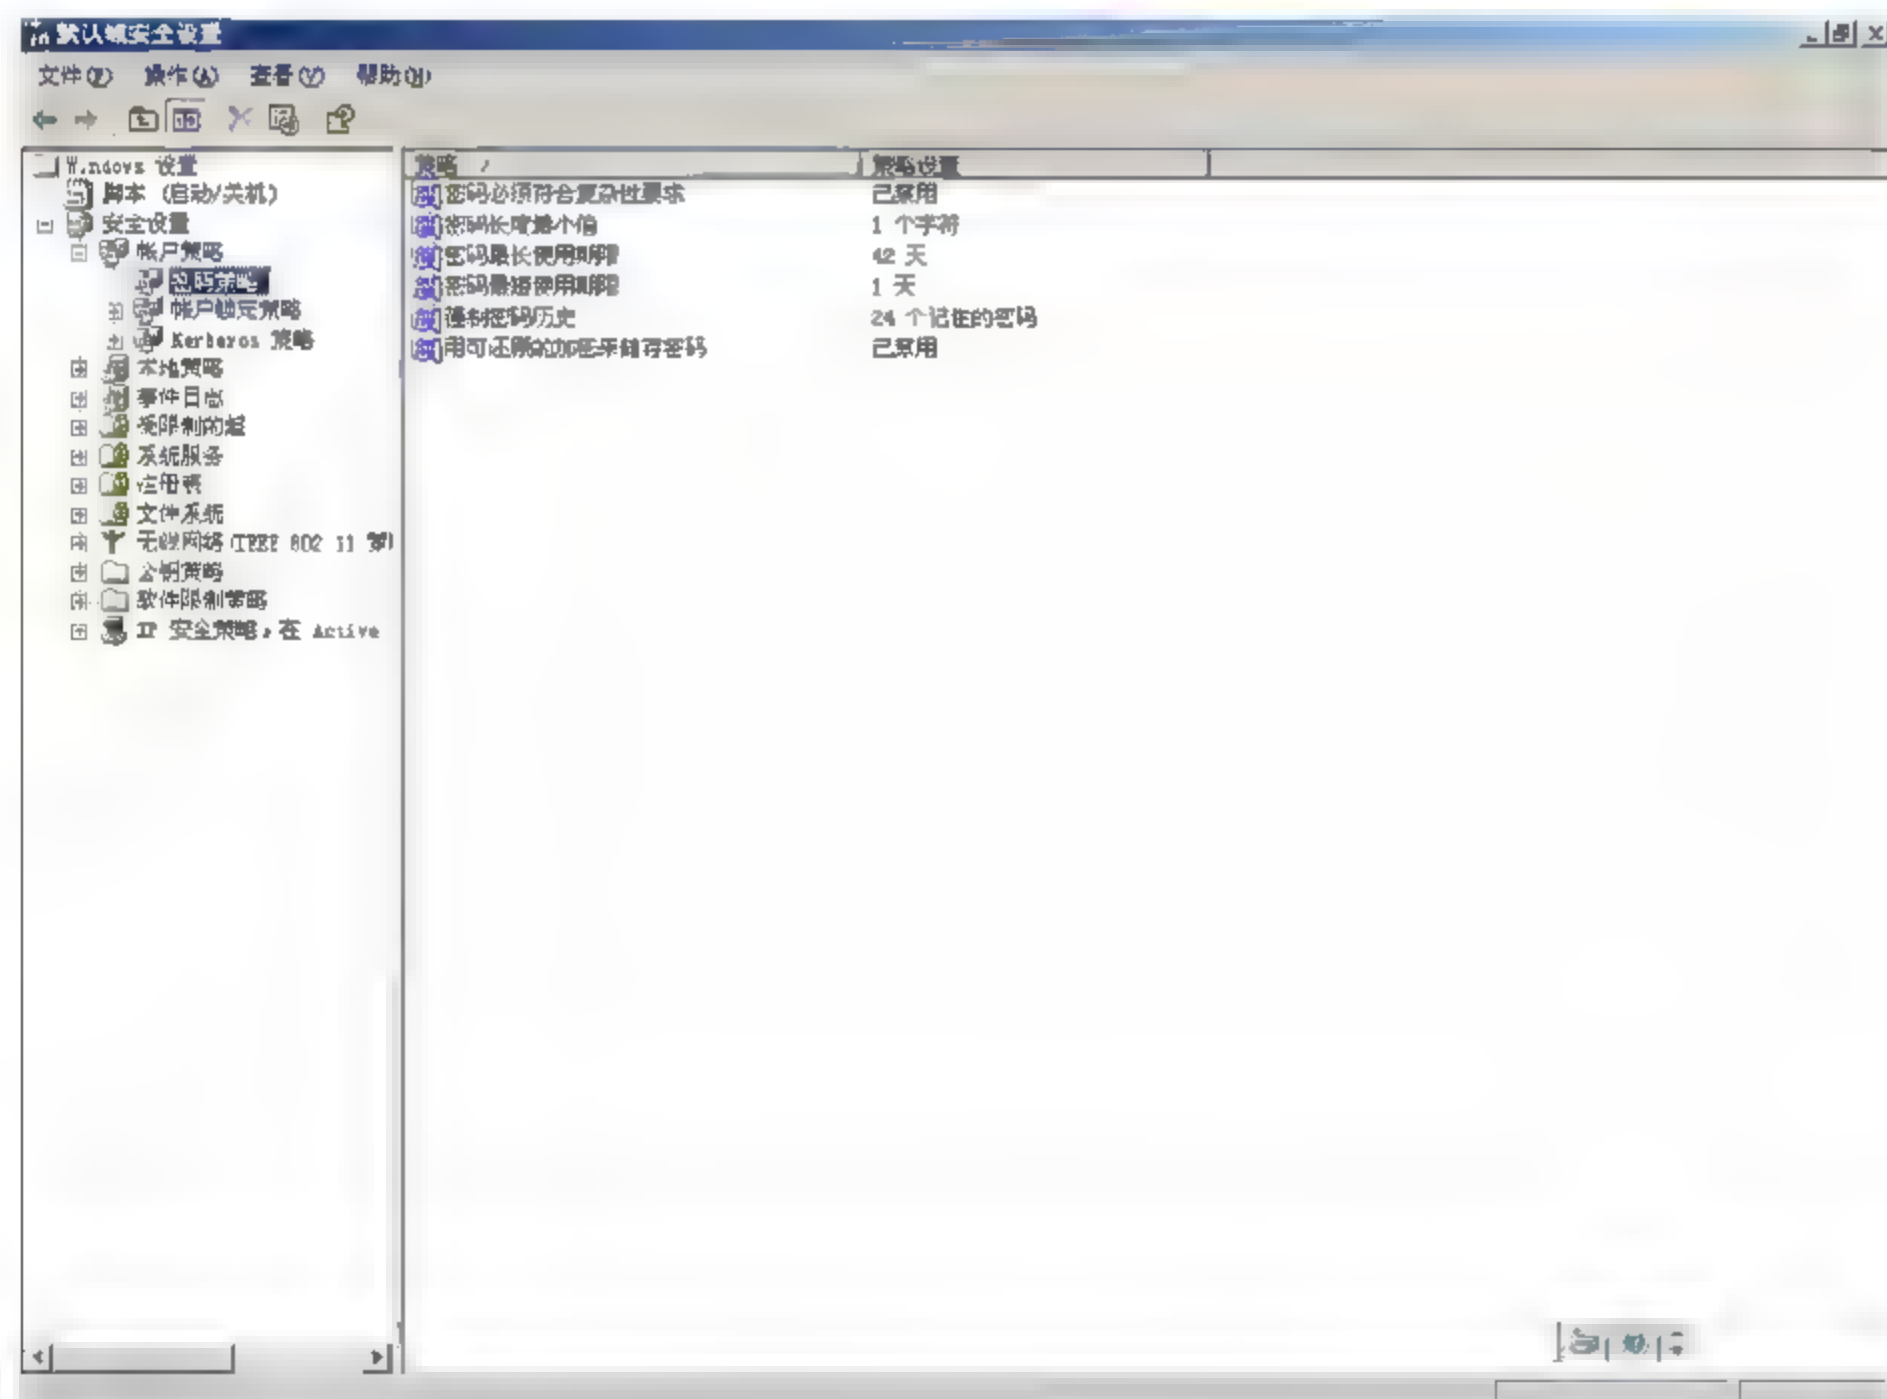 默认域安全设置
文件(F) 操作(A) 查看(V) 帮助(H)
Windows 设置
脚本 (启动/关机)
安全设置
帐户策略
密码策略
帐户锁定策略
Kerberos 策略
本地策略
事件日志
受限制的组
系统服务
注册表
文件系统
无线网络(IEEE 802.11 策)
公钥策略
软件限制策略
IP 安全策略,在 Active
策略 策略设置
密码必须符合复杂性要求 已禁用
密码长度最小值 1 个字符
密码最长使用期限 42 天
密码最短使用期限 1 天
强制密码历史 24 个记住的密码
用可还原的加密来储存密码 已禁用